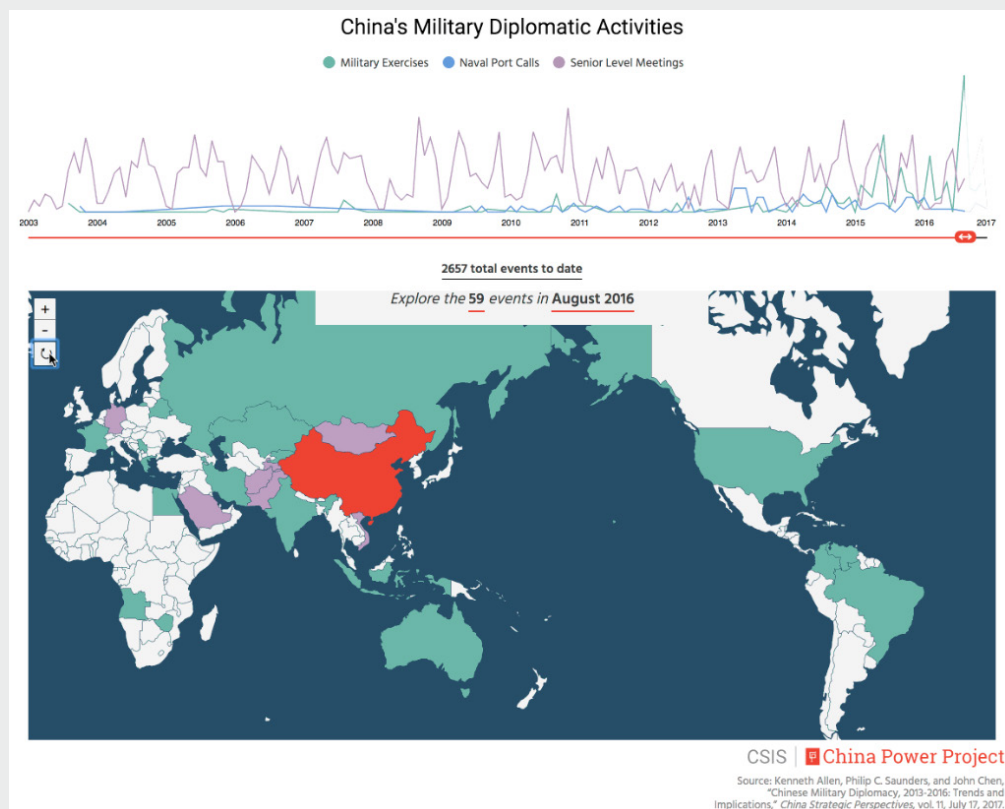 China's Military Diplomatic Activities
Military Exercises Naval Port Calls Senior Level Meetings
2003 2004 2005 2006 2007 2008 2009 2010 2011 2012 2013 2014 2015 2016 2017
2657 total events to date
Explore the 59 events in August 2016
+
-
CSIS | China Power Project
Source: Kenneth Allen, Philip C. Saunders, and John Chen,
"Chinese Military Diplomacy, 2013-2016: Trends and
Implications," China Strategic Perspectives, vol. 11, July 17, 2017.